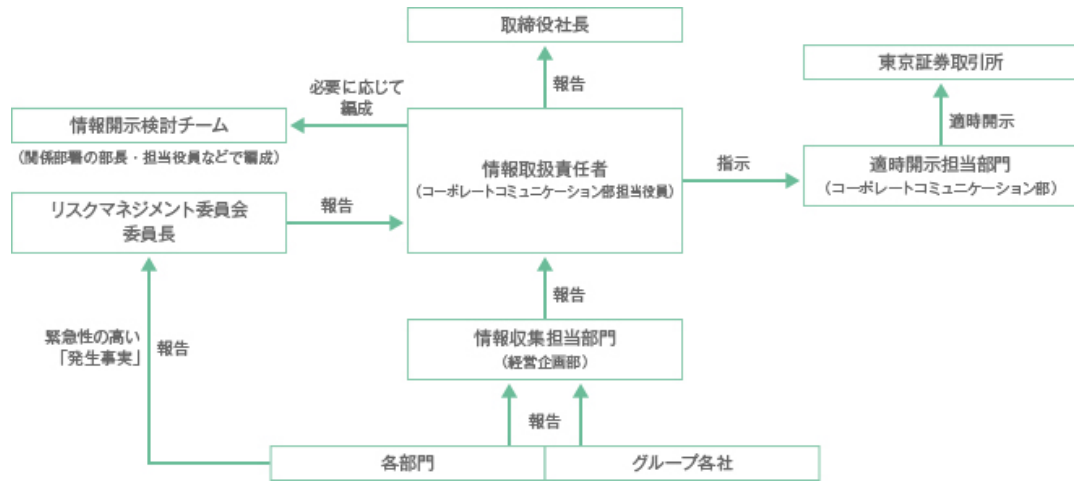 取締役社長
報告
東京証券取引所
必要に応じて
編成
適時開示
情報開示検討チーム
(関係部署の部長・担当役員などで編成)
情報取扱責任者
(コーポレートコミュニケーション部担当役員)
指示
適時開示担当部門
(コーポレートコミュニケーション部)
リスクマネジメント委員会
委員長
報告
報告
緊急性の高い
「発生事実」
報告
情報収集担当部門
(経営企画部)
報告
各部門
グループ各社